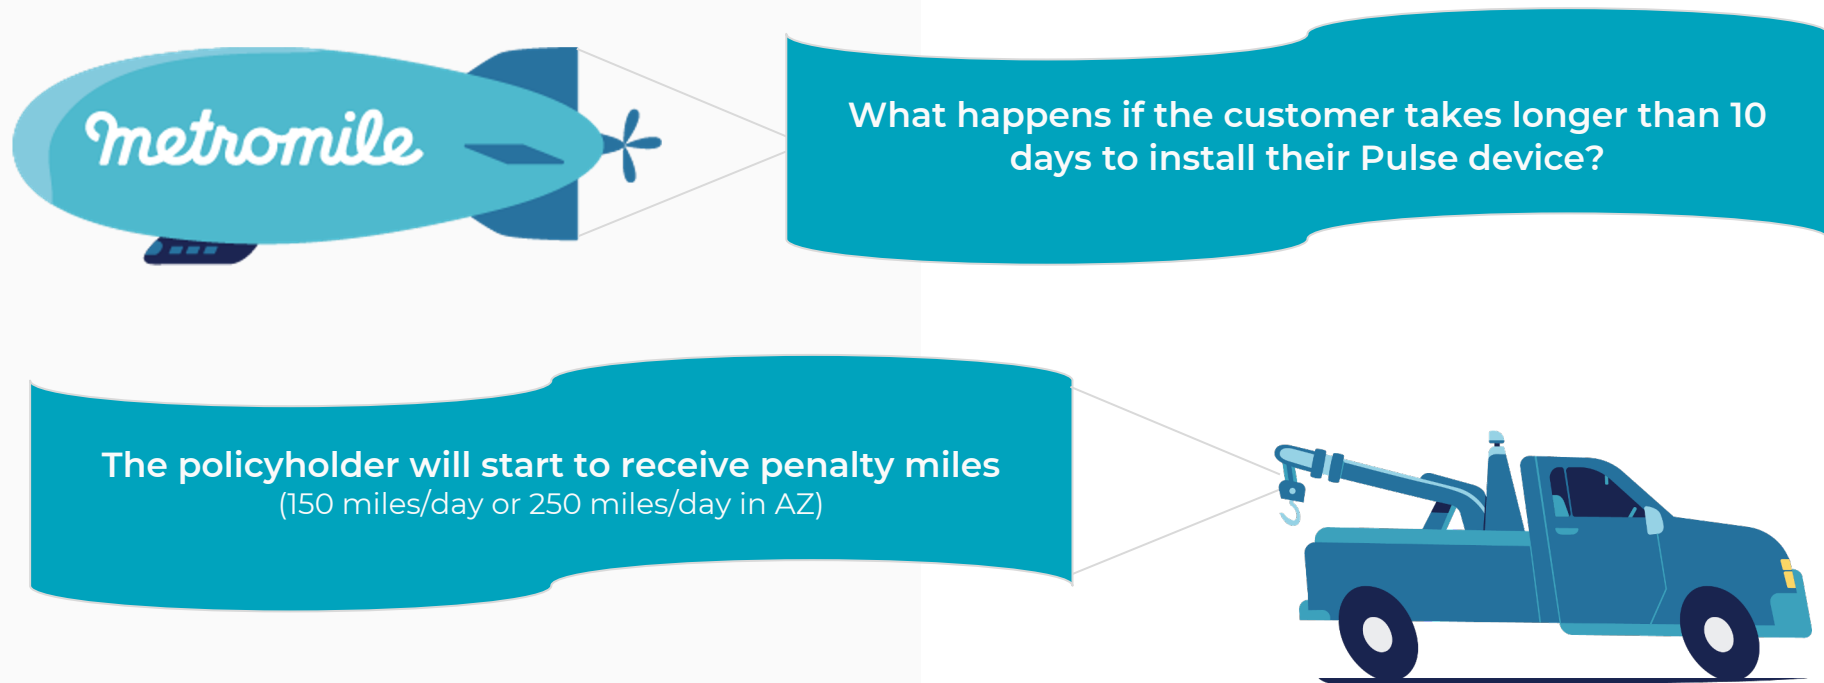 metromile
What happens if the customer takes longer than 10
days to install their Pulse device?
The policyholder will start to receive penalty miles
(150 miles/day or 250 miles/day in AZ)